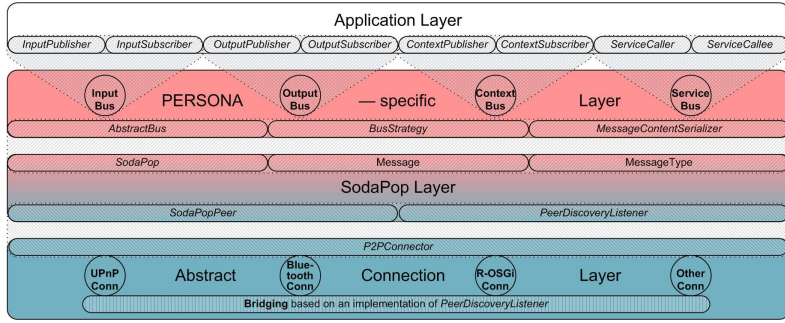 Application Layer
InputPublisher InputSubscriber OutputPublisher OutputSubscriber ContextPublisher ContextSubscriber ServiceCaller ServiceCallee
Input Bus PERSONA Output Bus — specific Context Bus Layer Service Bus
AbstractBus BusStrategy MessageContentSerializer
SodaPop Message MessageType
SodaPop Layer
SodaPopPeer PeerDiscoveryListener
P2PConnector
UPnP Conn Abstract Blue-tooth Conn Connection R-OSGi Conn Layer Other Conn
Bridging based on an implementation of PeerDiscoveryListener